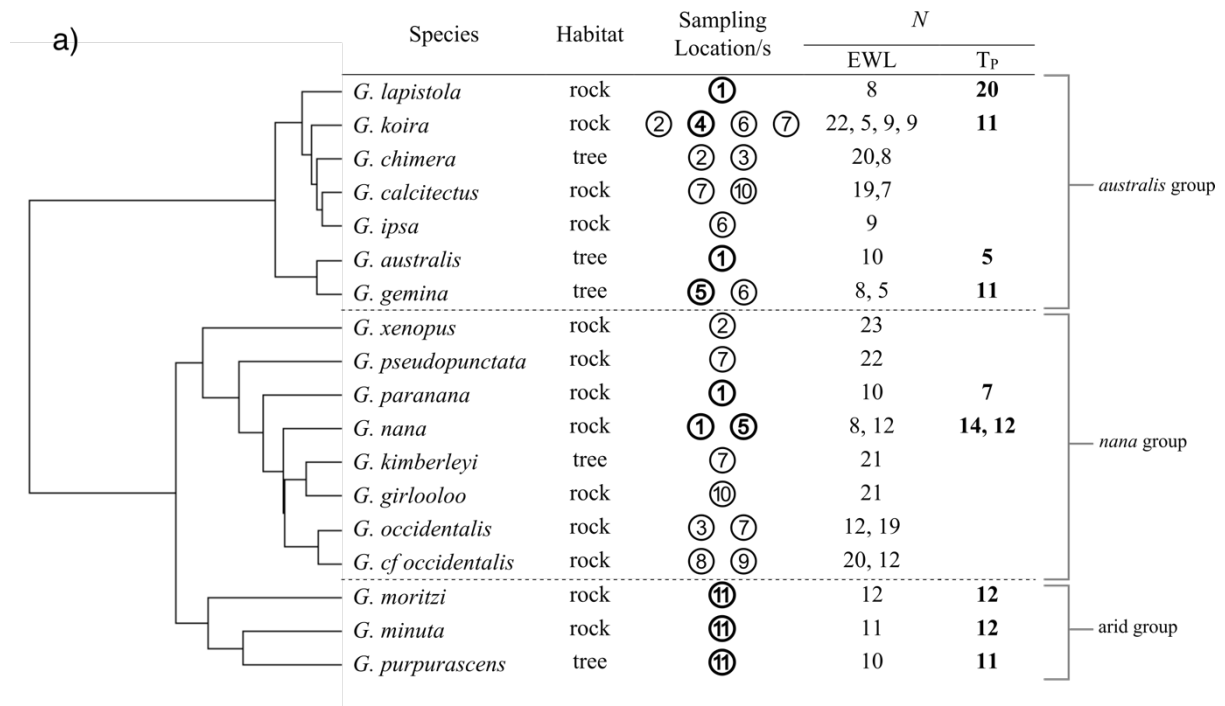 a)
Species Habitat Sampling Location/s N
EWL TP
G. lapistola rock ① 8 20
G. koira rock ② ④ ⑥ ⑦ 22, 5, 9, 9 11
G. chimera tree ② ③ 20,8
G. calcitectus rock ⑦ ⑩ 19,7
G. ipsa rock ⑥ 9
G. australis tree ① 10 5
G. gemina tree ⑤ ⑥ 8, 5 11
australis group
G. xenopus rock ② 23
G. pseudopunctata rock ⑦ 22
G. paranana rock ① 10 7
G. nana rock ① ⑤ 8, 12 14, 12
G. kimberleyi tree ⑦ 21
G. girlooloo rock ⑩ 21
G. occidentalis rock ③ ⑦ 12, 19
G. cf occidentalis rock ⑧ ⑨ 20, 12
nana group
G. moritzi rock ⑪ 12 12
G. minuta rock ⑪ 11 12
G. purpurascens tree ⑪ 10 11
arid group